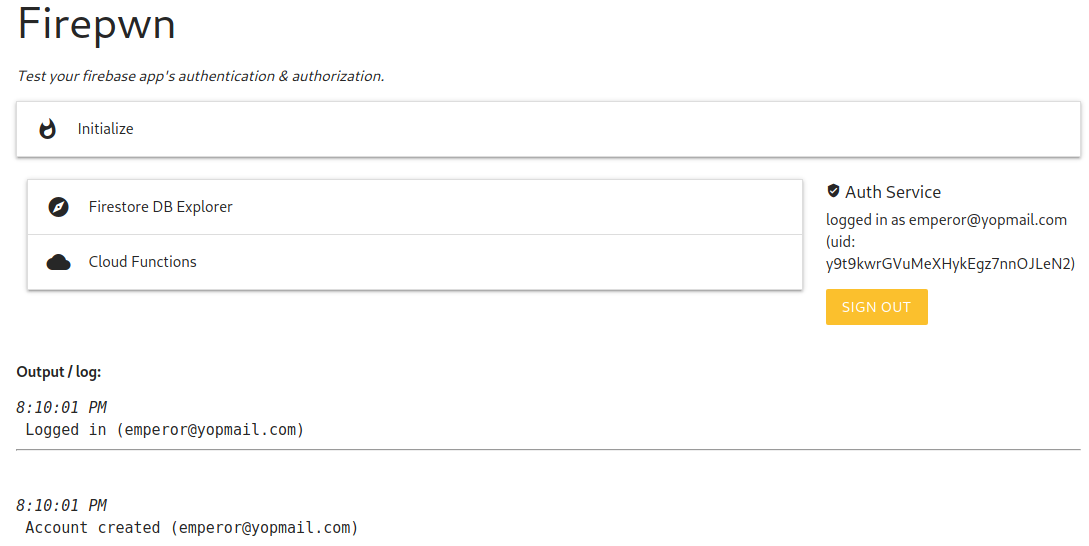 Firepwn
Test your firebase app's authentication & authorization.
Initialize
Firestore DB Explorer
Cloud Functions
Auth Service
logged in as emperor@yopmail.com
(uid:
y9t9kwrGVuMeXHykEgz7nnOJLeN2)
SIGN OUT
Output / log:
8:10:01 PM
Logged in (emperor@yopmail.com)
8:10:01 PM
Account created (emperor@yopmail.com)